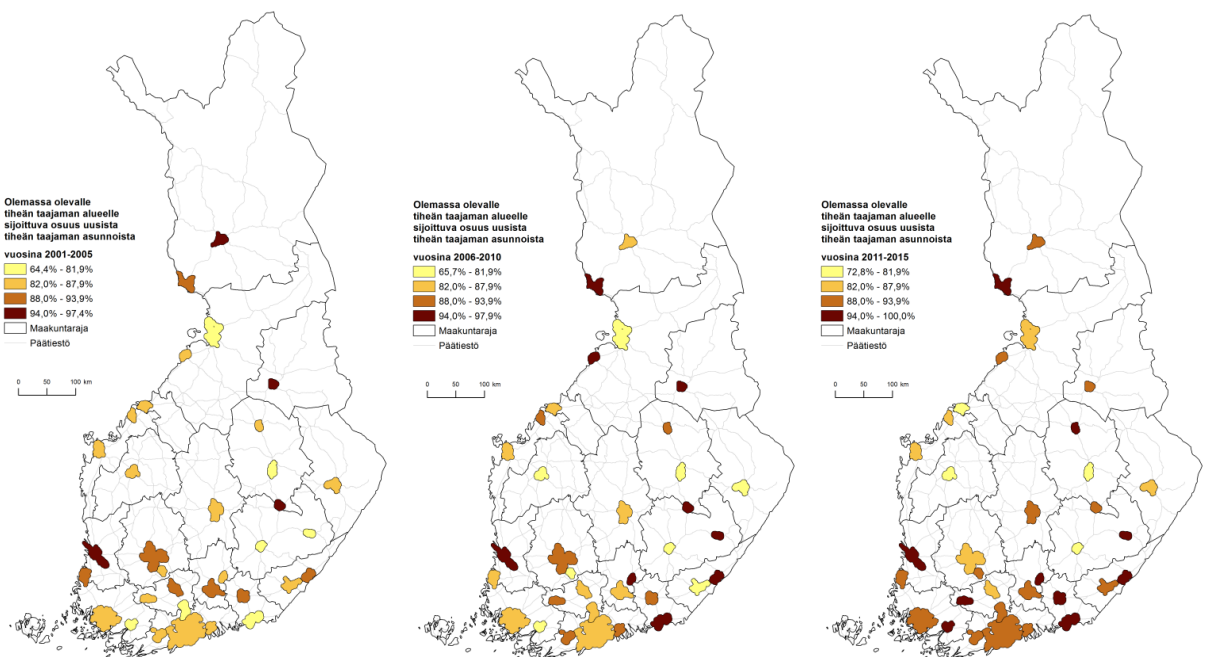 Olemassa olevalle
tiheän taajaman alueelle
sijoittuva osuus uusista
tiheän taajaman asunnoista
vuosina 2001-2005
64,4% - 81,9%
82,0% - 87,9%
88,0% - 93,9%
94,0% - 97,4%
Maakuntaraja
Päätiestö
0 50 100 km
Olemassa olevalle
tiheän taajaman alueelle
sijoittuva osuus uusista
tiheän taajaman asunnoista
vuosina 2006-2010
65,7% - 81,9%
82,0% - 87,9%
88,0% - 93,9%
94,0% - 97,9%
Maakuntaraja
Päätiestö
0 50 100 km
Olemassa olevalle
tiheän taajaman alueelle
sijoittuva osuus uusista
tiheän taajaman asunnoista
vuosina 2011-2015
72,8% - 81,9%
82,0% - 87,9%
88,0% - 93,9%
94,0% - 100,0%
Maakuntaraja
Päätiestö
0 50 100 km